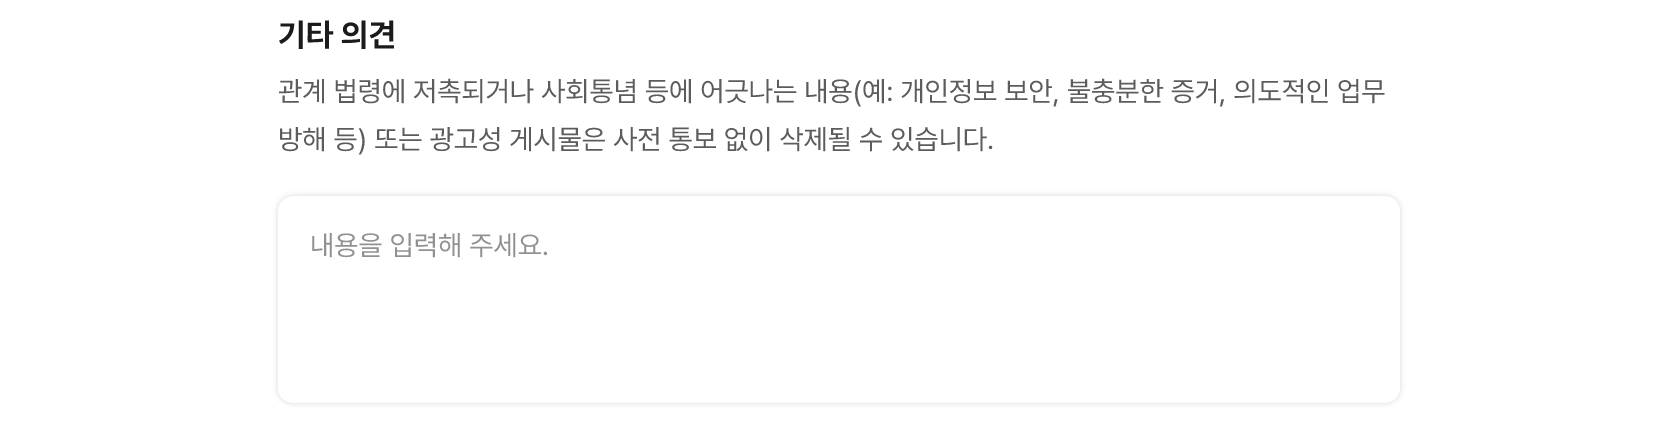 기타 의견
관계 법령에 저촉되거나 사회통념 등에 어긋나는 내용(예: 개인정보 보안, 불충분한 증거, 의도적인 업무
방해 등) 또는 광고성 게시물은 사전 통보 없이 삭제될 수 있습니다.
내용을 입력해 주세요.